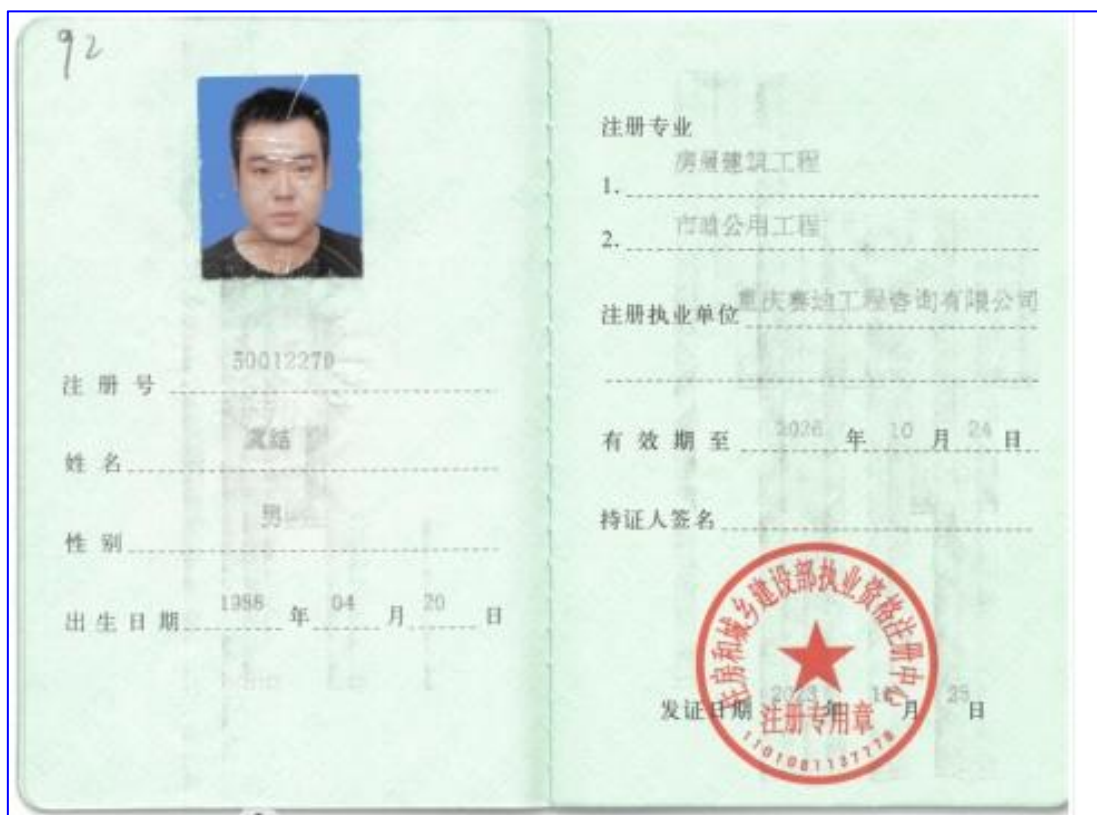 92
注册号 50012270
姓名 结
性别 男
出生日期 1988 年 04 月 20 日
注册专业
1. 房屋建筑工程
2. 市政公用工程
注册执业单位 重庆赛迪工程咨询有限公司
有效期至 2026 年 10 月 24 日
持证人签名
住房和城乡建设部执业资格注册中心
发证日期 2023 年 10 月 25 日
注册专用章